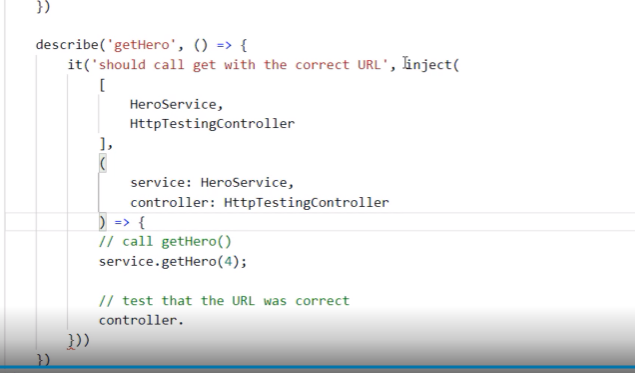 })
describe('getHero', () => {
it('should call get with the correct URL', inject(
[
HeroService,
HttpTestingController
],
(
service: HeroService,
controller: HttpTestingController
) => {
// call getHero()
service.getHero(4);
// test that the URL was correct
controller.
}))
})